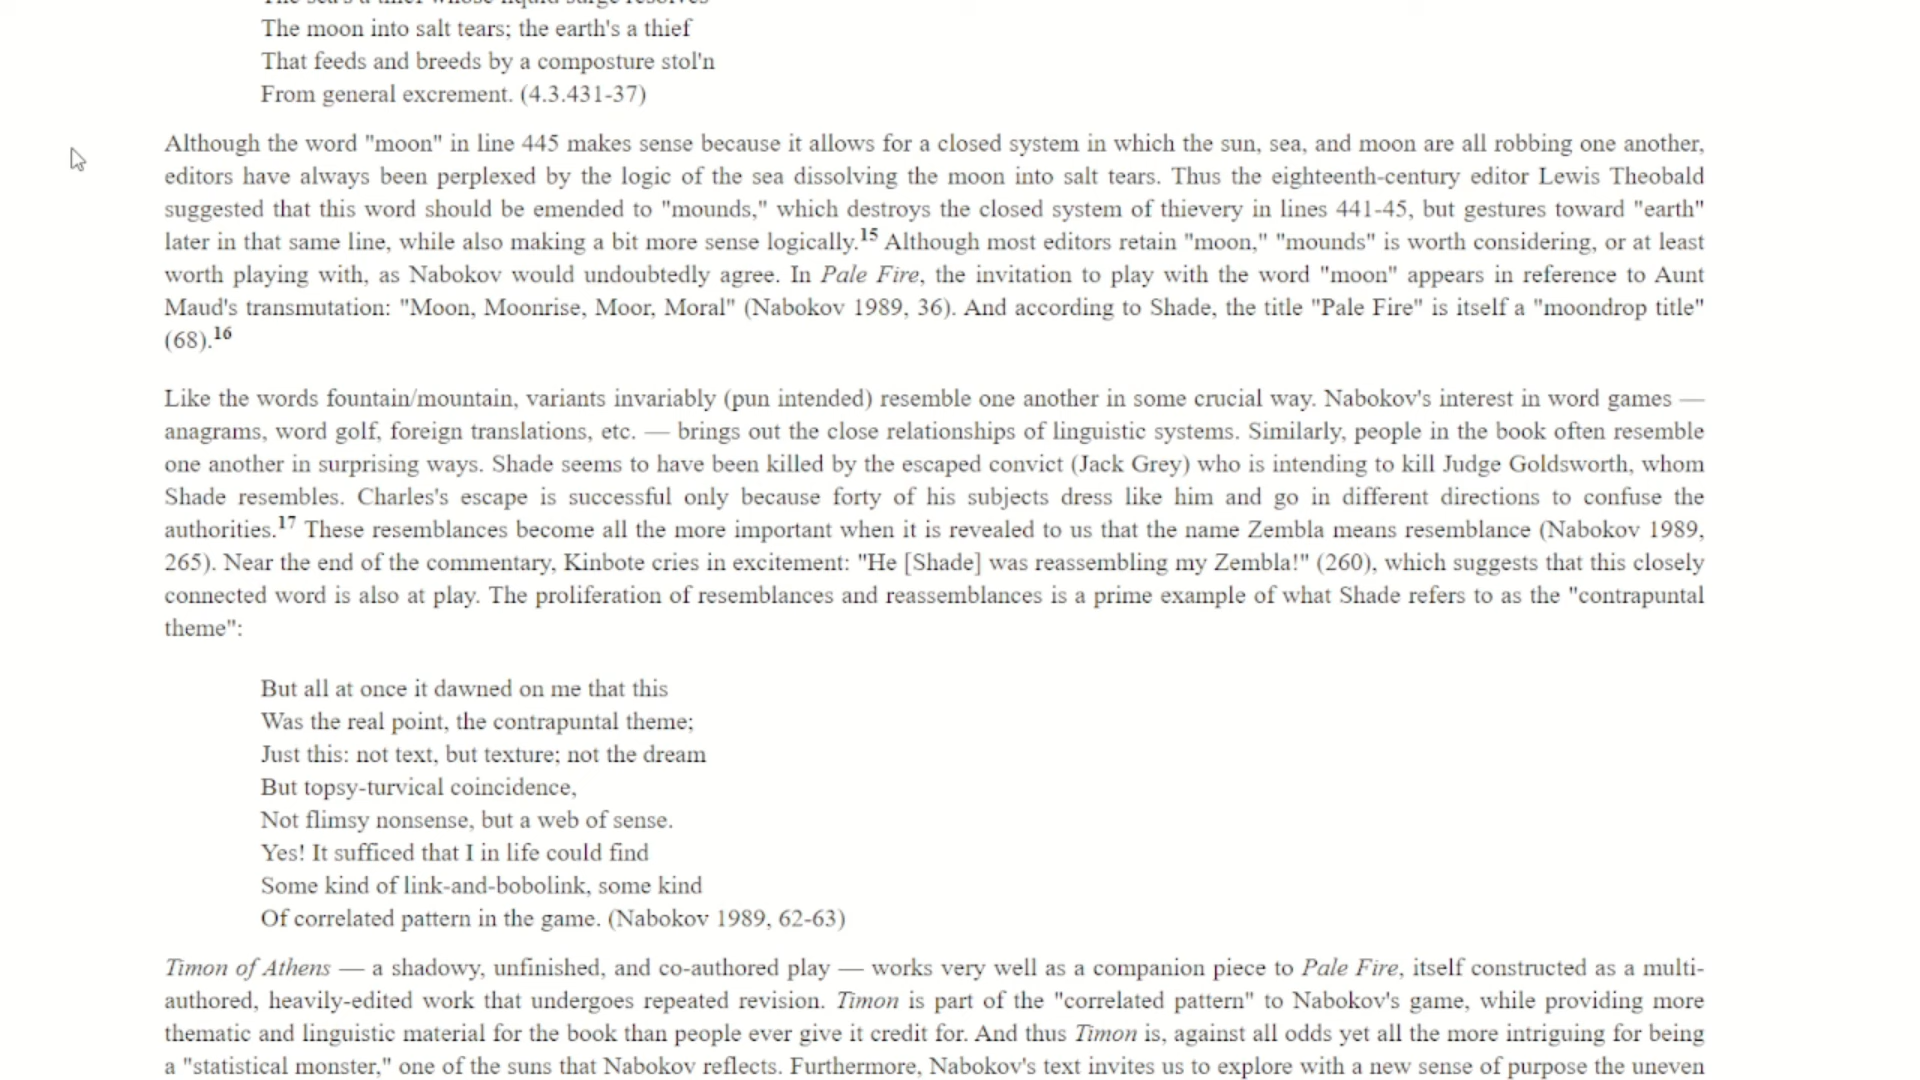 The sea's a thief whose liquid surge resolves
The moon into salt tears; the earth's a thief
That feeds and breeds by a composture stol'n
From general excrement. (4.3.431-37)
Although the word "moon" in line 445 makes sense because it allows for a closed system in which the sun, sea, and moon are all robbing one another,
editors have always been perplexed by the logic of the sea dissolving the moon into salt tears. Thus the eighteenth-century editor Lewis Theobald
suggested that this word should be emended to "mounds," which destroys the closed system of thievery in lines 441-45, but gestures toward "earth"
later in that same line, while also making a bit more sense logically.15 Although most editors retain "moon," "mounds" is worth considering, or at least
worth playing with, as Nabokov would undoubtedly agree. In Pale Fire, the invitation to play with the word "moon" appears in reference to Aunt
Maud's transmutation: "Moon, Moonrise, Moor, Moral" (Nabokov 1989, 36). And according to Shade, the title "Pale Fire" is itself a "moondrop title"
(68).16
Like the words fountain/mountain, variants invariably (pun intended) resemble one another in some crucial way. Nabokov's interest in word games —
anagrams, word golf, foreign translations, etc. — brings out the close relationships of linguistic systems. Similarly, people in the book often resemble
one another in surprising ways. Shade seems to have been killed by the escaped convict (Jack Grey) who is intending to kill Judge Goldsworth, whom
Shade resembles. Charles's escape is successful only because forty of his subjects dress like him and go in different directions to confuse the
authorities.17 These resemblances become all the more important when it is revealed to us that the name Zembla means resemblance (Nabokov 1989,
265). Near the end of the commentary, Kinbote cries in excitement: "He [Shade] was reassembling my Zembla!" (260), which suggests that this closely
connected word is also at play. The proliferation of resemblances and reassemblances is a prime example of what Shade refers to as the "contrapuntal
theme":
But all at once it dawned on me that this
Was the real point, the contrapuntal theme;
Just this: not text, but texture; not the dream
But topsy-turvical coincidence,
Not flimsy nonsense, but a web of sense.
Yes! It sufficed that I in life could find
Some kind of link-and-bobolink, some kind
Of correlated pattern in the game. (Nabokov 1989, 62-63)
Timon of Athens — a shadowy, unfinished, and co-authored play — works very well as a companion piece to Pale Fire, itself constructed as a multi-
authored, heavily-edited work that undergoes repeated revision. Timon is part of the "correlated pattern" to Nabokov's game, while providing more
thematic and linguistic material for the book than people ever give it credit for. And thus Timon is, against all odds yet all the more intriguing for being
a "statistical monster," one of the suns that Nabokov reflects. Furthermore, Nabokov's text invites us to explore with a new sense of purpose the uneven